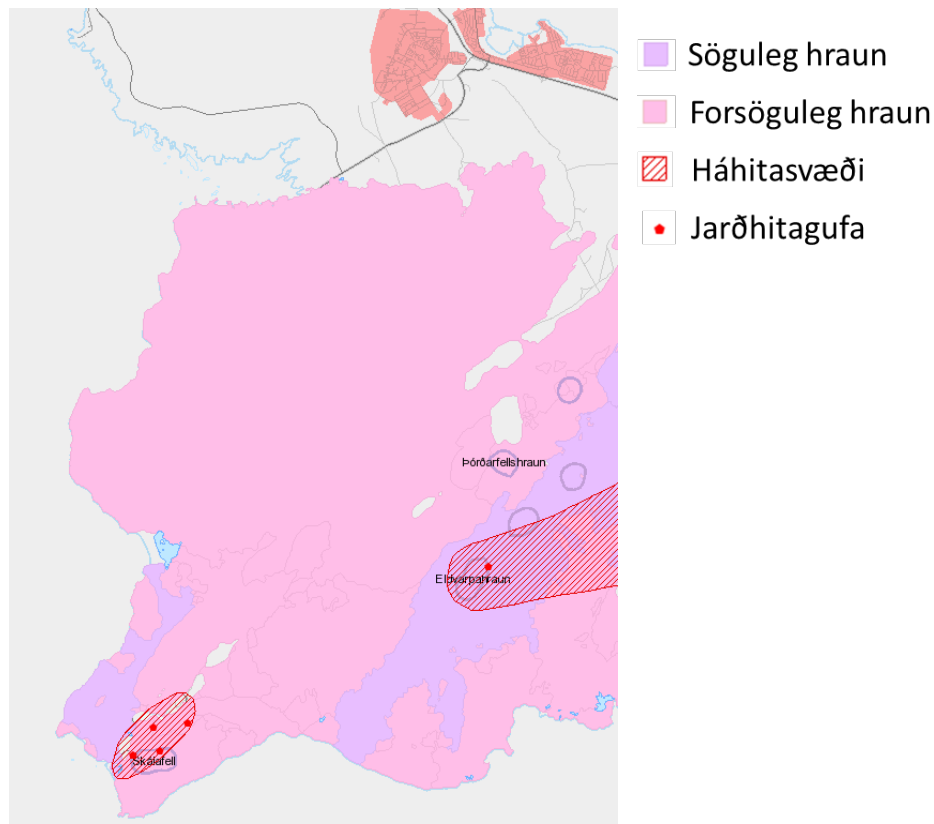 Söguleg hraun
Forsöguleg hraun
Háhitasvæði
Jarðhitagufa
Þórðarfellshraun
Eldvarpahraun
Skálafell